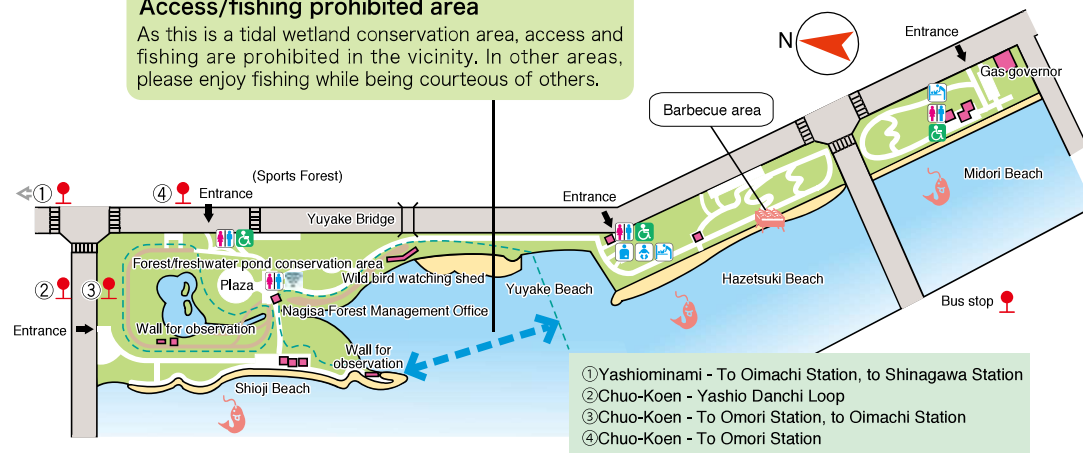 Access/fishing prohibited area
As this is a tidal wetland conservation area, access and
fishing are prohibited in the vicinity. In other areas,
please enjoy fishing while being courteous of others.
N
Entrance
Gas governor
Barbecue area
Midori Beach
①
④
(Sports Forest)
Entrance
Yuyake Bridge
Entrance
Forest/freshwater pond conservation area
Wild bird watching shed
Plaza
②
③
Yuyake Beach
Hazetsuki Beach
Nagisa-Forest Management Office
Bus stop
Entrance
Wall for observation
Wall for
observation
Shioji Beach
①Yashiominami - To Oimachi Station, to Shinagawa Station
②Chuo-Koen - Yashio Danchi Loop
③Chuo-Koen - To Omori Station, to Oimachi Station
④Chuo-Koen - To Omori Station